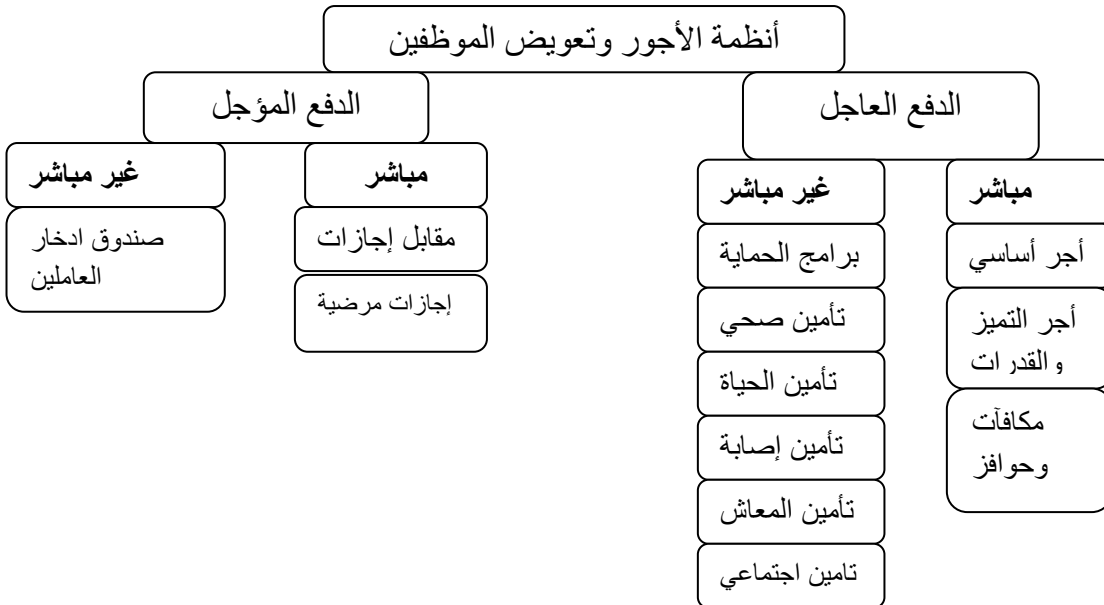 أنظمة الأجور وتعويض الموظفين
الدفع العاجل
مباشر
أجر أساسي
أجر التميز
والقدرات
مكافآت
وحوافز
غير مباشر
برامج الحماية
تأمين صحي
تأمين الحياة
تأمين إصابة
تأمين المعاش
تامين اجتماعي
الدفع المؤجل
مباشر
مقابل إجازات
إجازات مرضية
غير مباشر
صندوق ادخار
العاملين